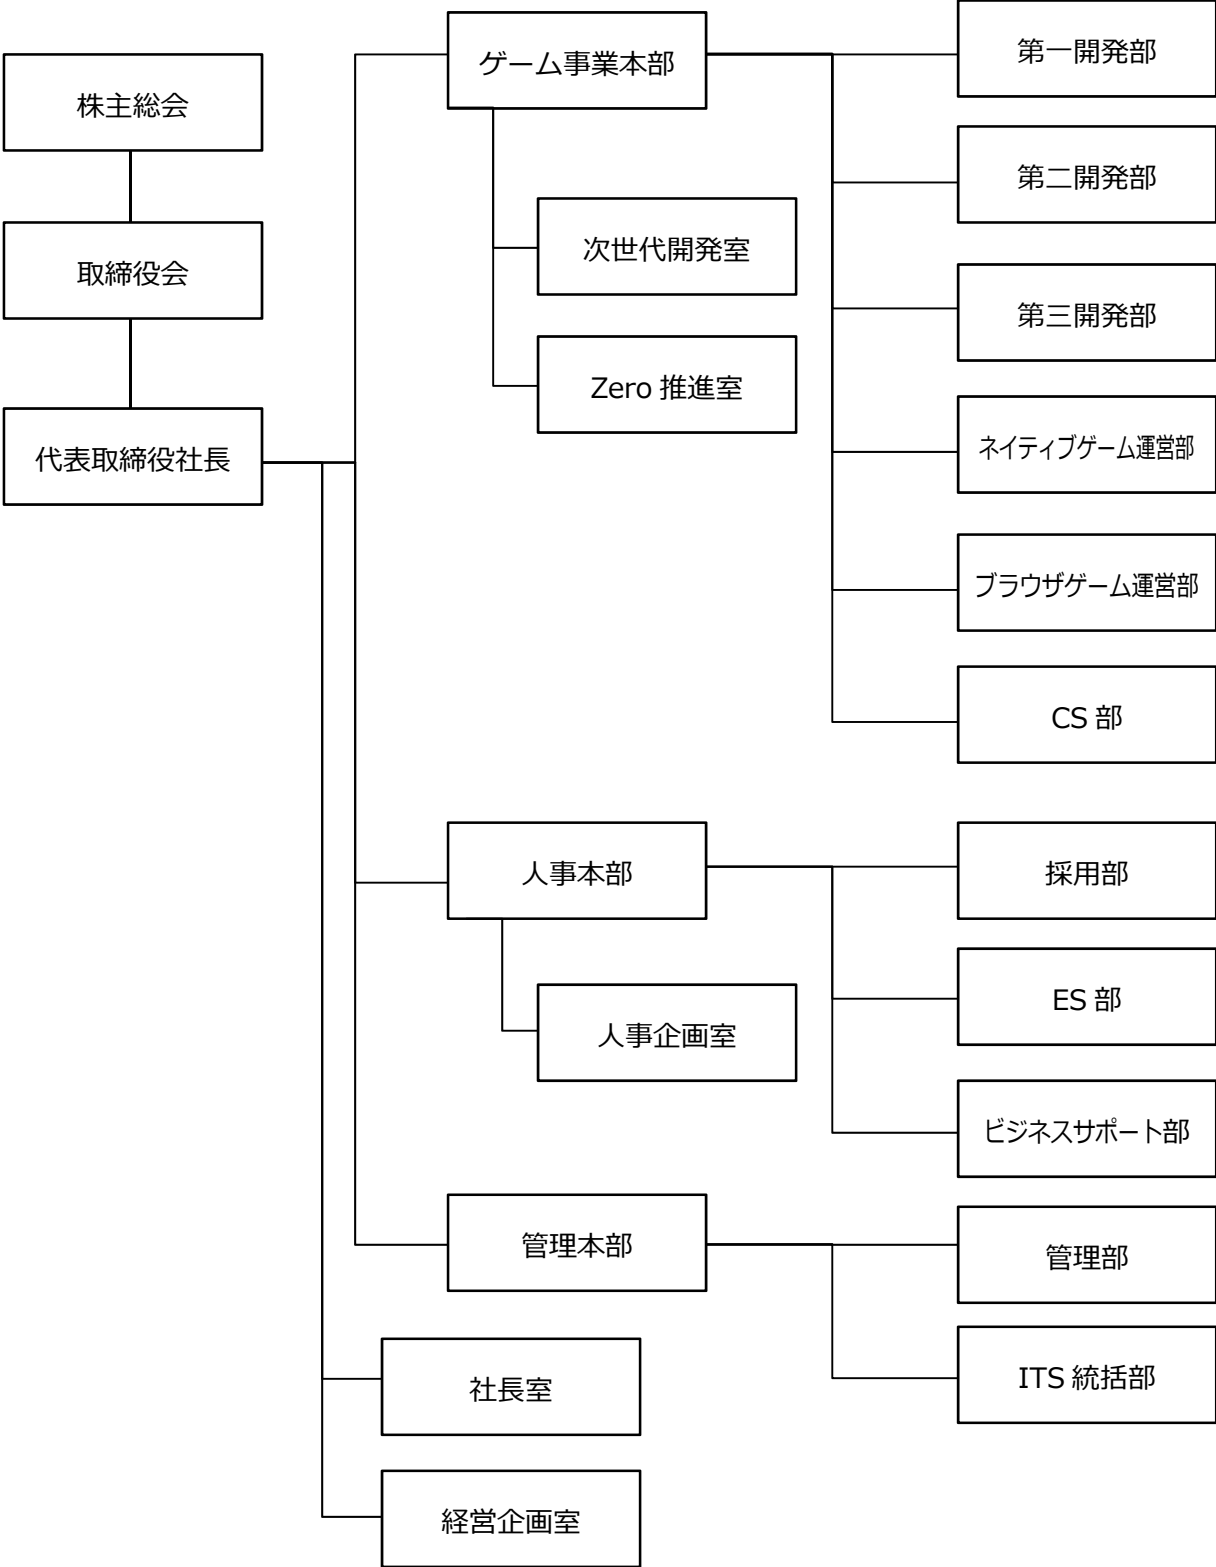 株主総会
取締役会
代表取締役社長
ゲーム事業本部
次世代開発室
Zero 推進室
第一開発部
第二開発部
第三開発部
ネイティブゲーム運営部
ブラウザゲーム運営部
CS 部
人事本部
人事企画室
採用部
ES 部
ビジネスサポート部
管理本部
管理部
ITS 統括部
社長室
経営企画室